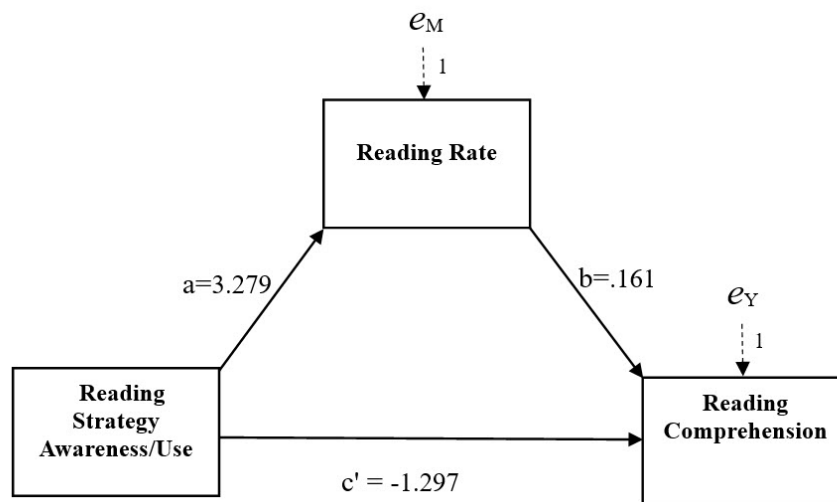 eM
1
Reading Rate
a=3.279
b=.161
eY
1
Reading
Strategy
Awareness/Use
Reading
Comprehension
c' = -1.297